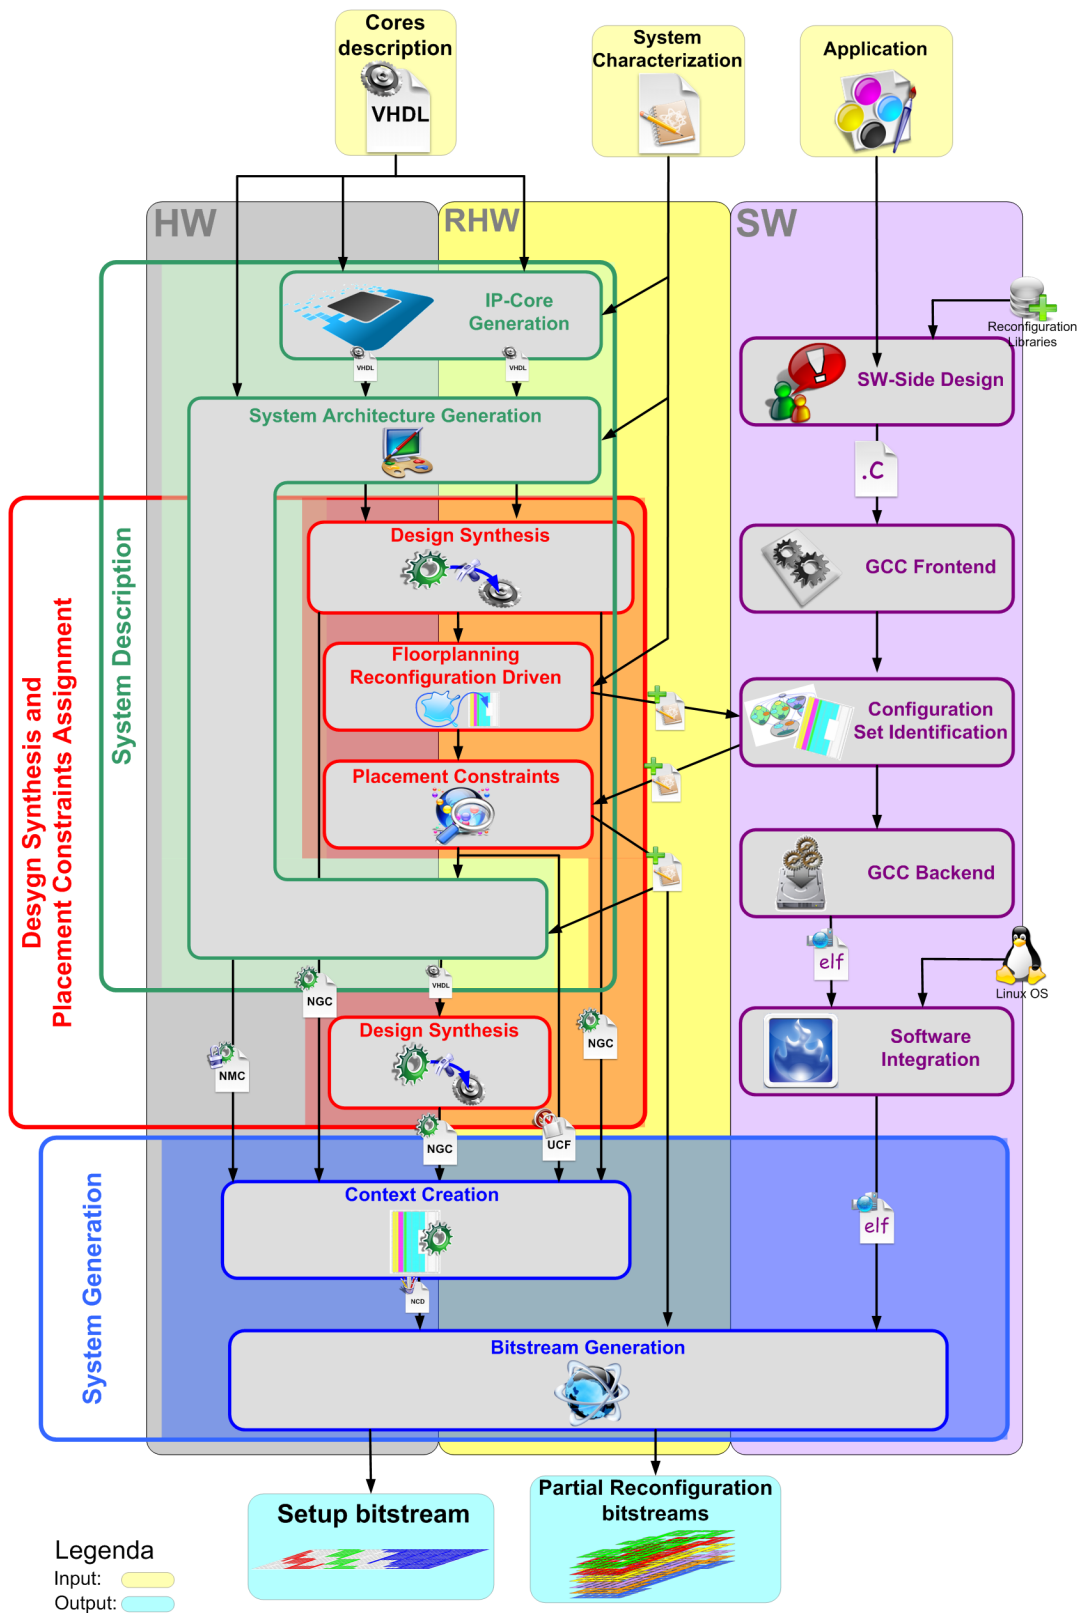 Cores
description
VHDL
System
Characterization
Application
HW
RHW
SW
IP-Core
Generation
Reconfiguration
Libraries
VHDL
VHDL
SW-Side Design
System Architecture Generation
.c
Design Synthesis
GCC Frontend
System Description
Desygn Synthesis and
Placement Constraints Assignment
Floorplanning
Reconfiguration Driven
Configuration
Set Identification
Placement Constraints
GCC Backend
elf
Linux OS
NGC
VHDL
Design Synthesis
NGC
Software
Integration
NMC
NGC
UCF
System Generation
Context Creation
elf
NCD
Bitstream Generation
Setup bitstream
Partial Reconfiguration
bitstreams
Legenda
Input:
Output: